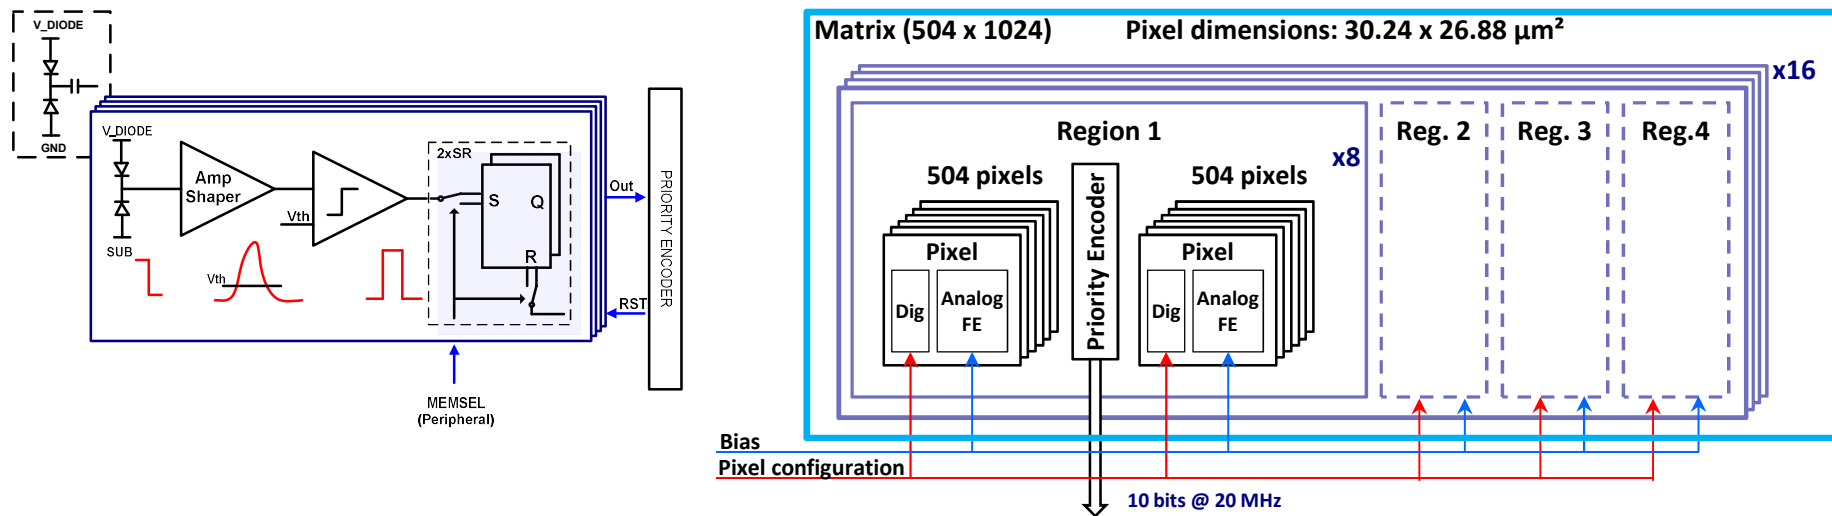 V_DIODE
GND
V_DIODE
SUB
Amp
Shaper
Vth
Vth
2xSR
S
Q
R
Out
RST
PRIORITY ENCODER
MEMSEL
(Peripheral)
Matrix (504 x 1024)
Pixel dimensions: 30.24 x 26.88 µm²
x16
Region 1
x8
504 pixels
504 pixels
Pixel
Dig
Analog
FE
Priority Encoder
Pixel
Dig
Analog
FE
Reg. 2
Reg. 3
Reg.4
Bias
Pixel configuration
10 bits @ 20 MHz